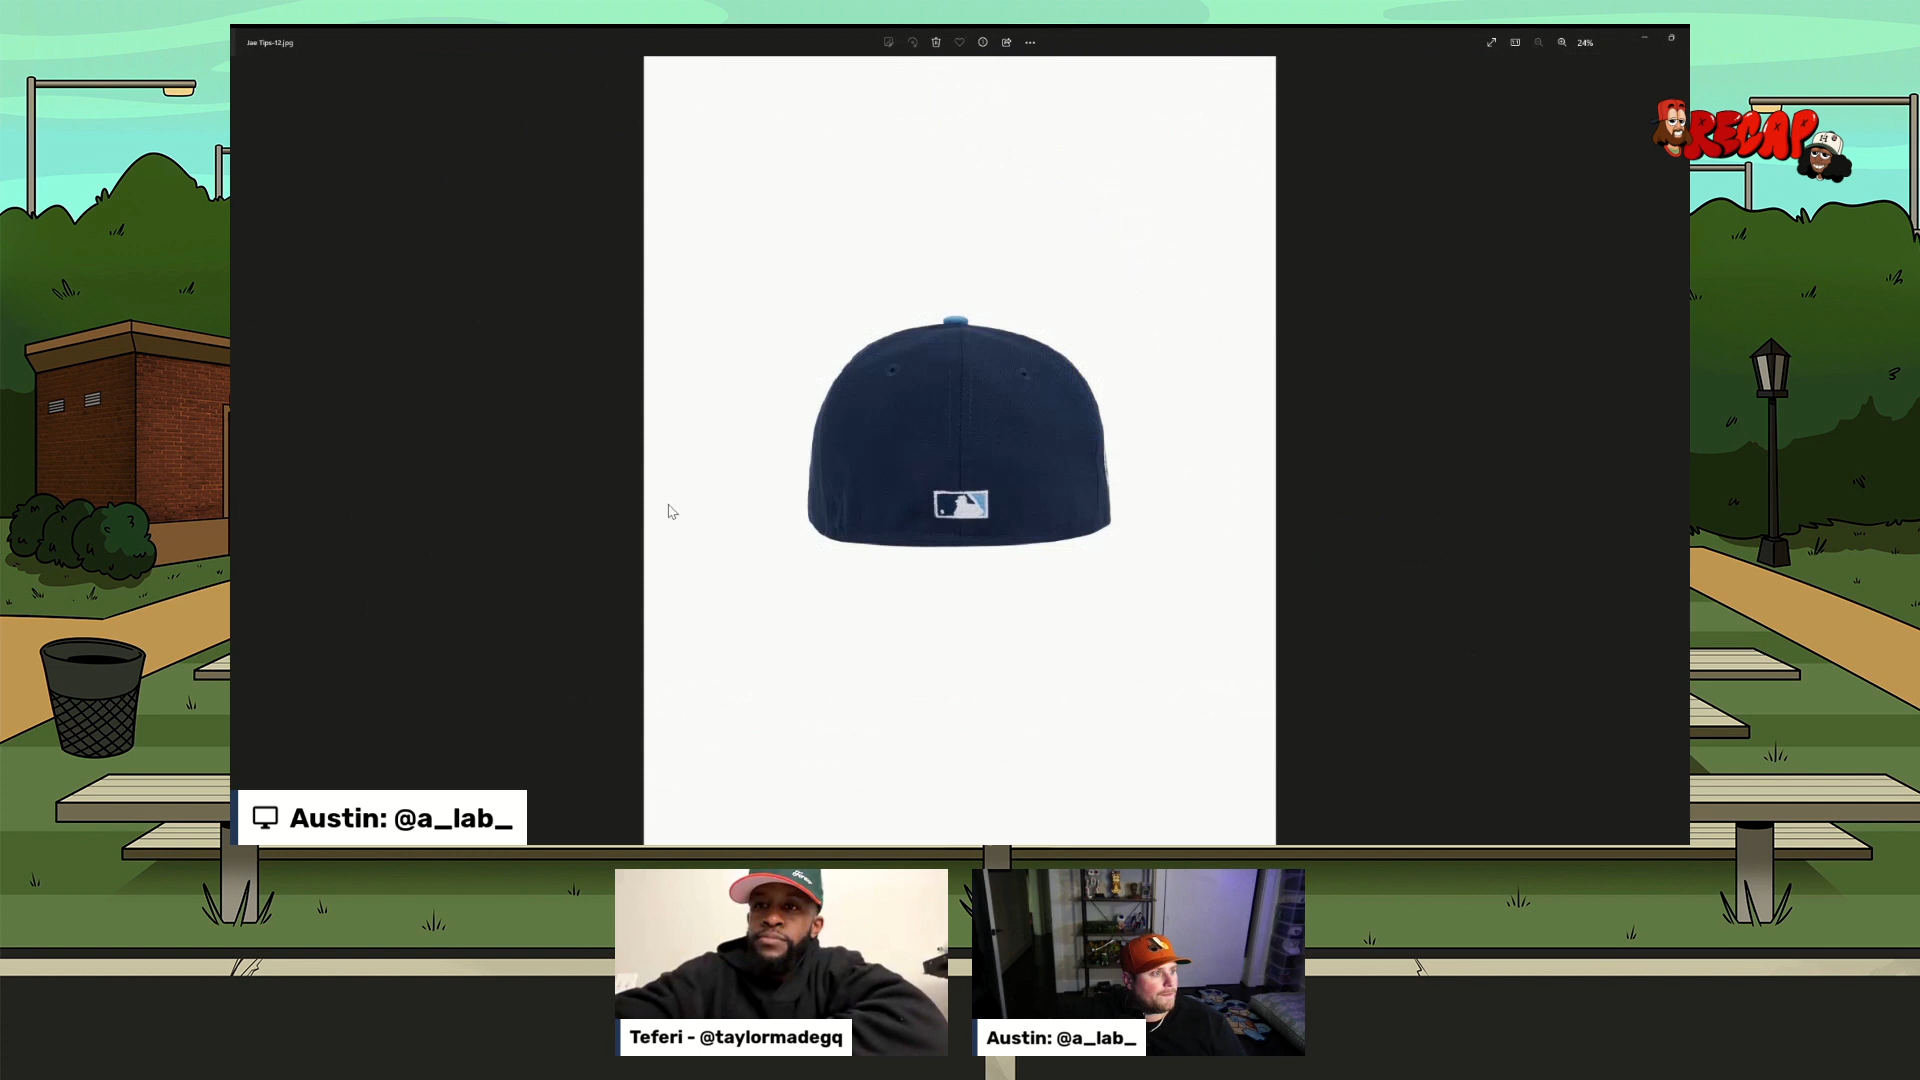 Jae Tips-12.jpg
24%
RECAP
Austin: @a_lab_
Teferi - @taylormadegq
Austin: @a_lab_